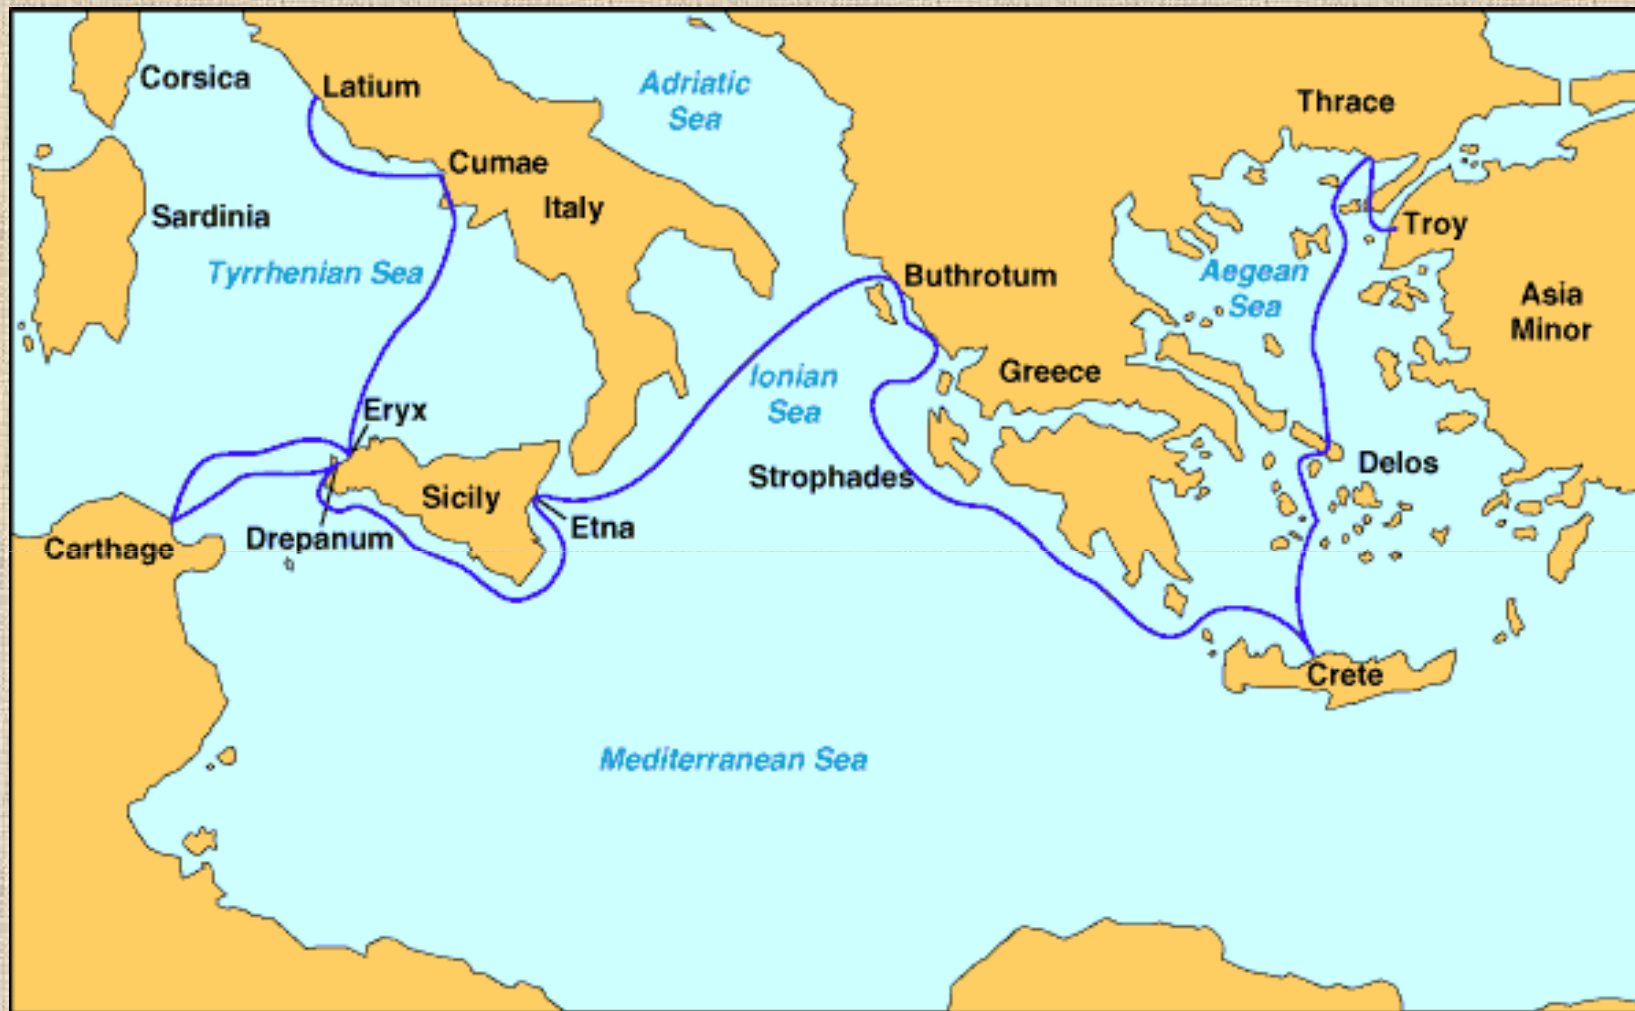 Corsica
Latium
Adriatic
Sea
Thrace
Cumae
Italy
Sardinia
Troy
Tyrrhenian Sea
Buthrotum
Aegean
Sea
Asia
Minor
Ionian
Sea
Greece
Eryx
Strophades
Delos
Sicily
Etna
Drepanum
Carthage
Crete
Mediterranean Sea